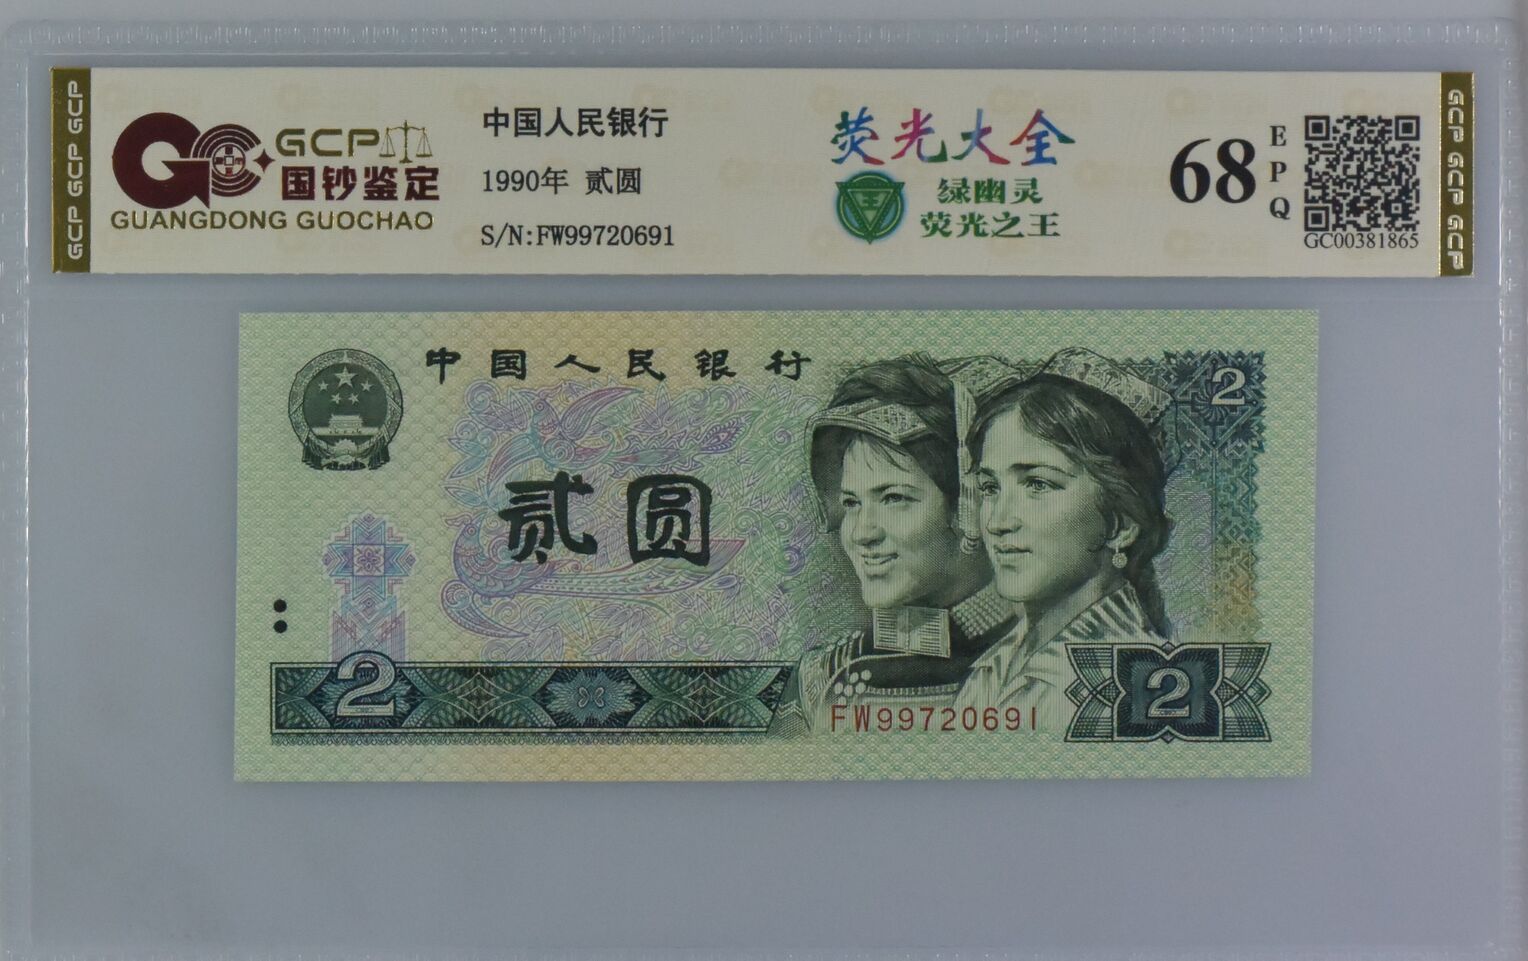 GCP GCP GCP
GCP
国钞鉴定
GUANGDONG GUOCHAO
中国人民银行
1990年 贰圆
S/N:FW99720691
荧光大全
王
绿幽灵
荧光之王
68
EPQ
GC00381865
GCP GCP GCP
中国人民银行
2
贰圆
2
FW99720691
2